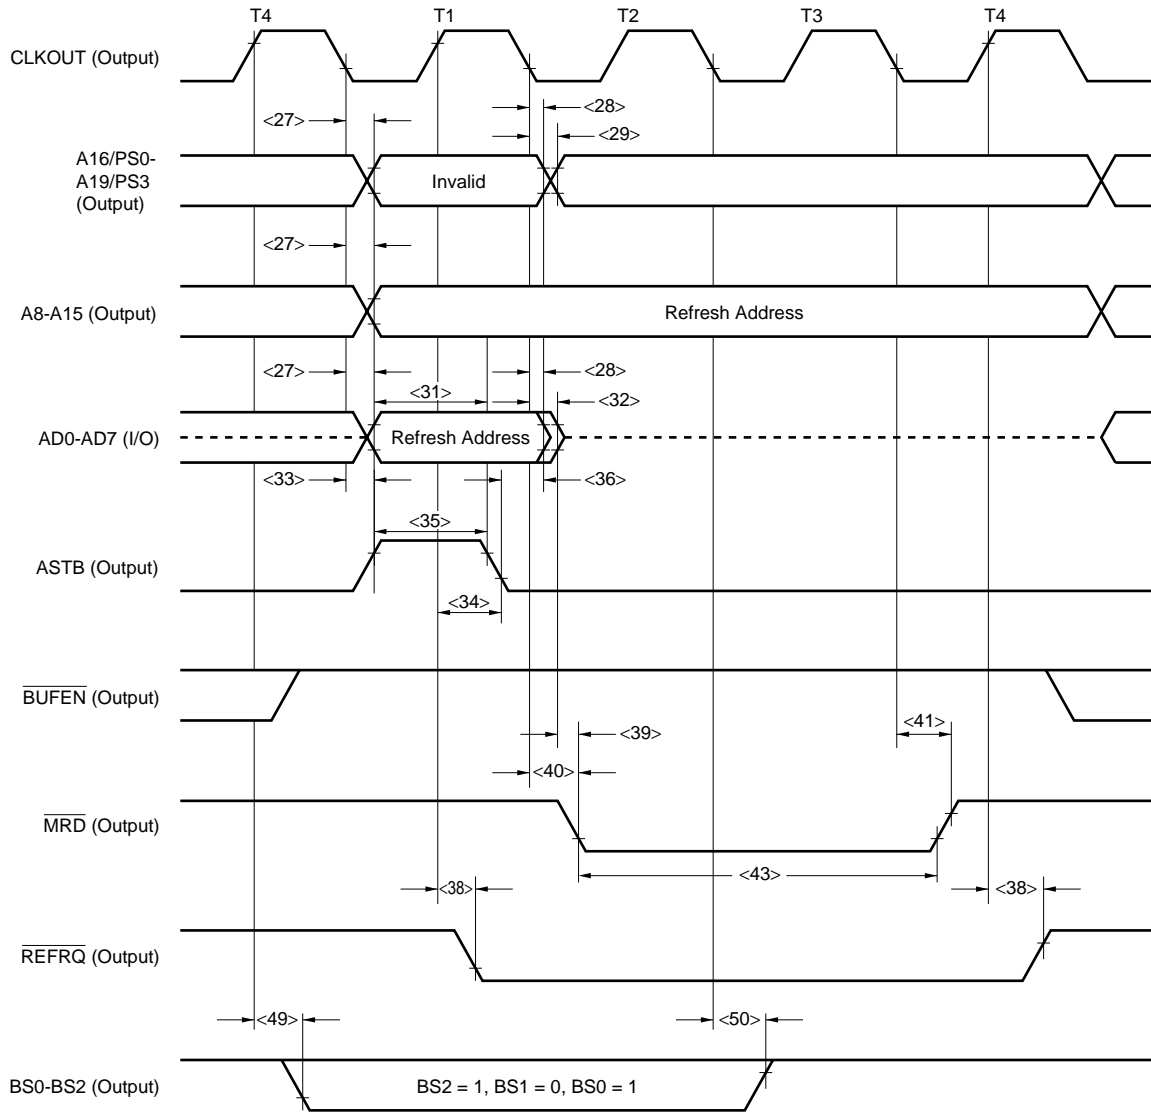 T4 T1 T2 T3 T4
CLKOUT (Output)
<28>
<27>
<29>
A16/PS0-
A19/PS3
(Output)
Invalid
<27>
A8-A15 (Output)
Refresh Address
<27>
<28>
<31>
<32>
AD0-AD7 (I/O)
Refresh Address
<33>
<36>
<35>
ASTB (Output)
<34>
BUFEN (Output)
<39>
<41>
<40>
MRD (Output)
<43>
<38>
<38>
REFRQ (Output)
<49>
<50>
BS0-BS2 (Output)
BS2 = 1, BS1 = 0, BS0 = 1